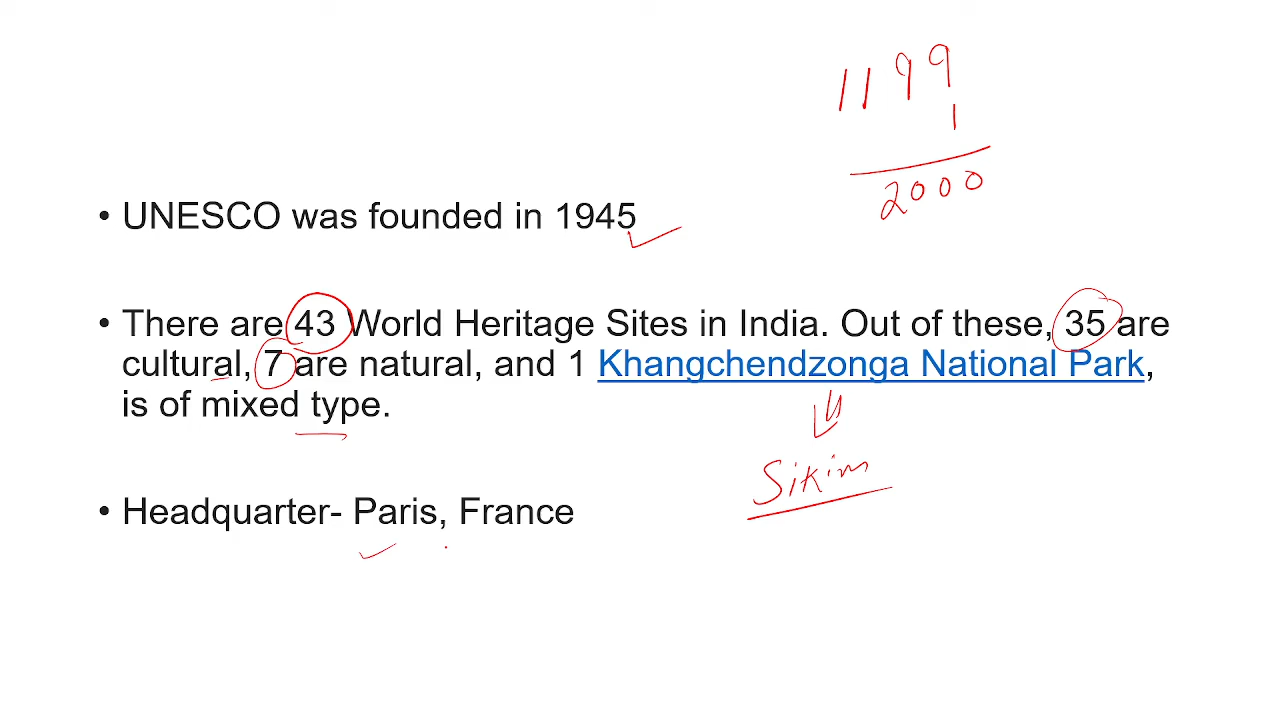 1199
1
2000
• UNESCO was founded in 1945
• There are 43 World Heritage Sites in India. Out of these, 35 are
cultural, 7 are natural, and 1 Khangchendzonga National Park,
is of mixed type.
Sikim
• Headquarter- Paris, France